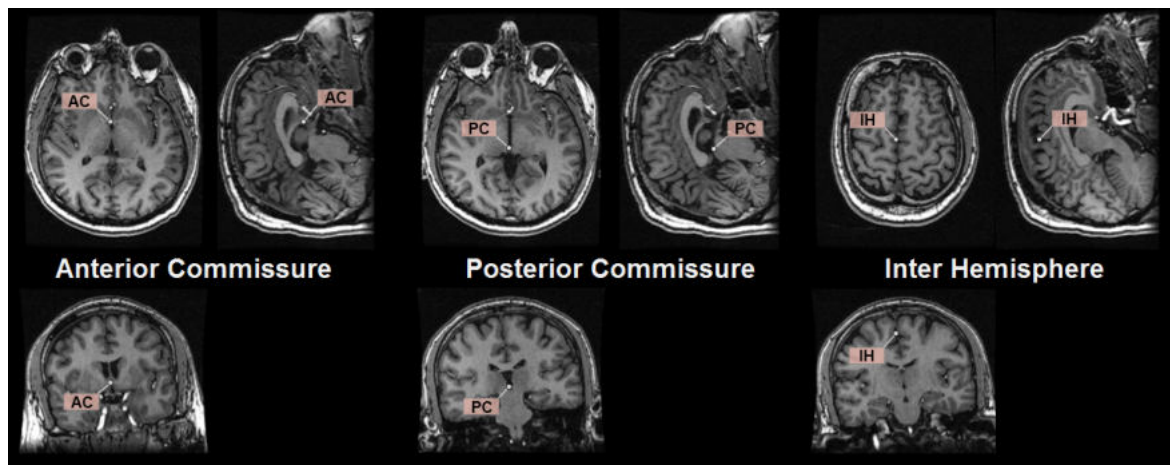 AC
AC
PC
PC
IH
IH
Anterior Commissure
Posterior Commissure
Inter Hemisphere
AC
PC
IH